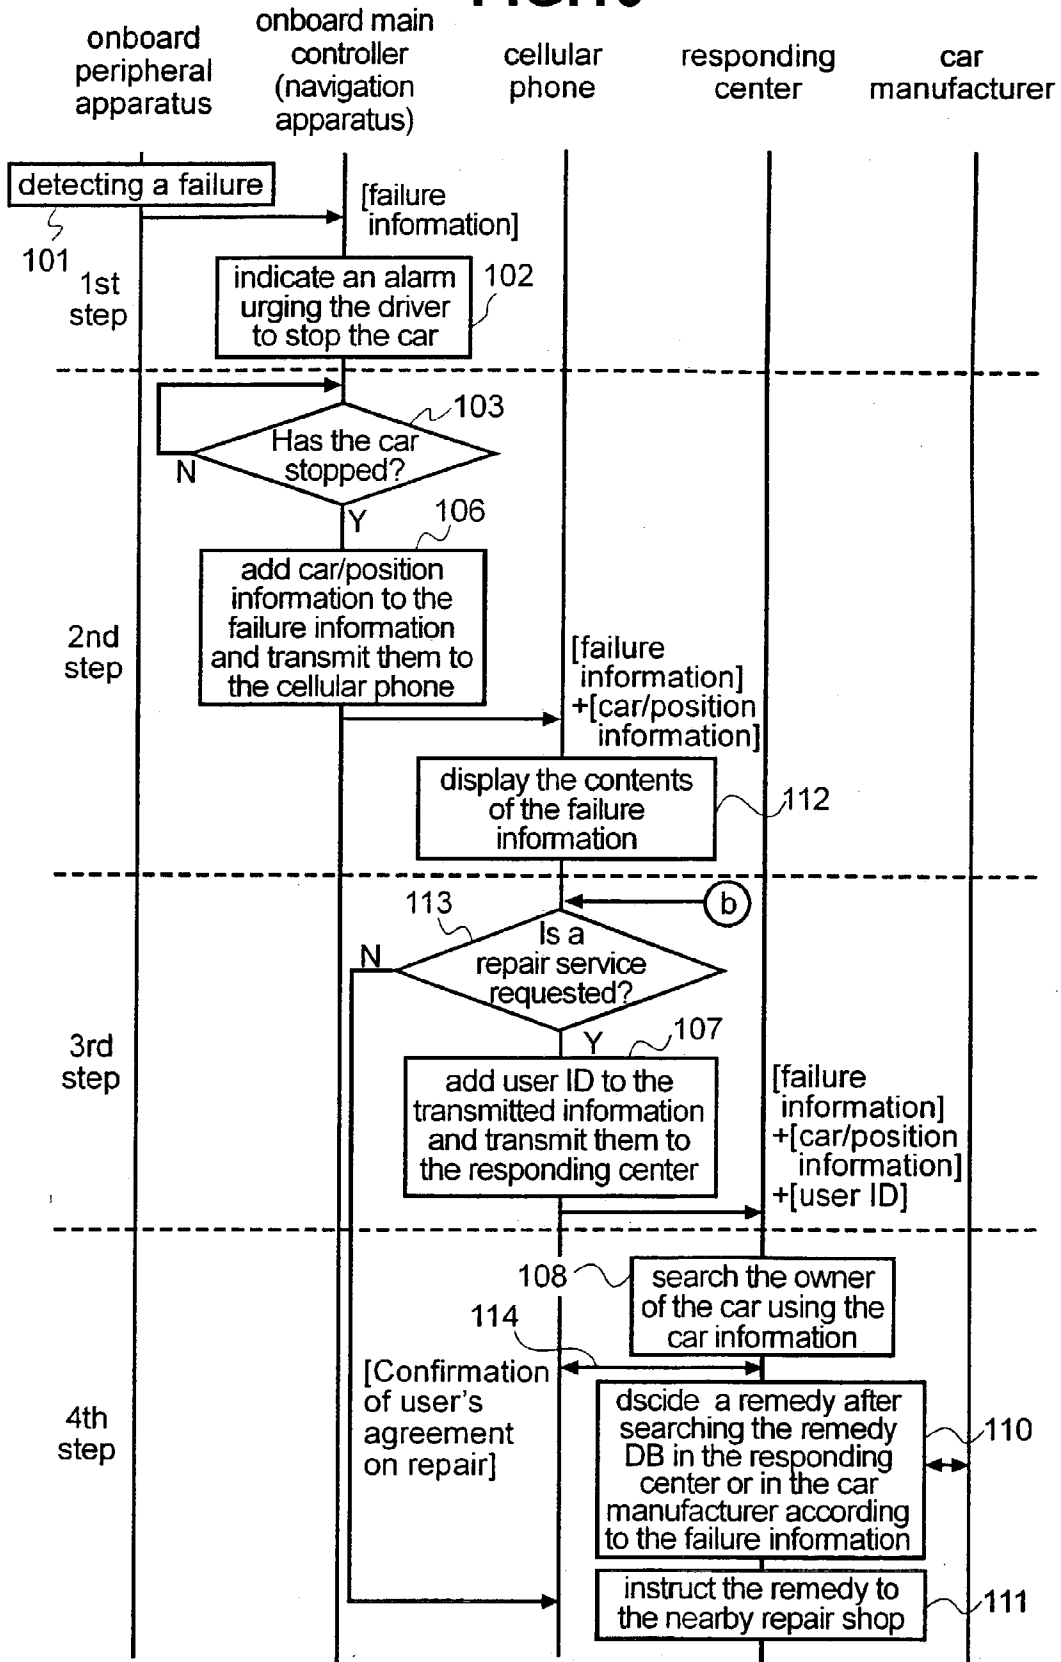 onboard
peripheral
apparatus
onboard main
controller
(navigation
apparatus)
cellular
phone
responding
center
car
manufacturer
detecting a failure
101
[failure
information]
1st
step
indicate an alarm
urging the driver
to stop the car
102
103
Has the car
stopped?
N
Y
106
add car/position
information to the
failure information
and transmit them to
the cellular phone
2nd
step
[failure
information]
+[car/position
information]
display the contents
of the failure
information
112
b
113
Is a
repair service
requested?
N
Y
107
3rd
step
add user ID to the
transmitted information
and transmit them to
the responding center
[failure
information]
+[car/position
information]
+[user ID]
108
search the owner
of the car using the
car information
114
[Confirmation
of user's
agreement
on repair]
4th
step
dscide a remedy after
searching the remedy
DB in the responding
center or in the car
manufacturer according
to the failure information
110
instruct the remedy to
the nearby repair shop
111